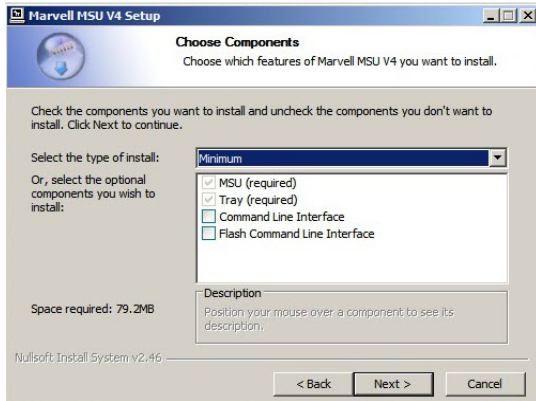 Marvell MSU V4 Setup
Choose Components
Choose which features of Marvell MSU V4 you want to install.
Check the components you want to install and uncheck the components you don't want to
install. Click Next to continue.
Select the type of install:
Minimum
Or, select the optional
components you wish to
install:
MSU (required)
Tray (required)
Command Line Interface
Flash Command Line Interface
Space required: 79.2MB
Description
Position your mouse over a component to see its
description.
Nullsoft Install System v2.46
< Back
Next >
Cancel